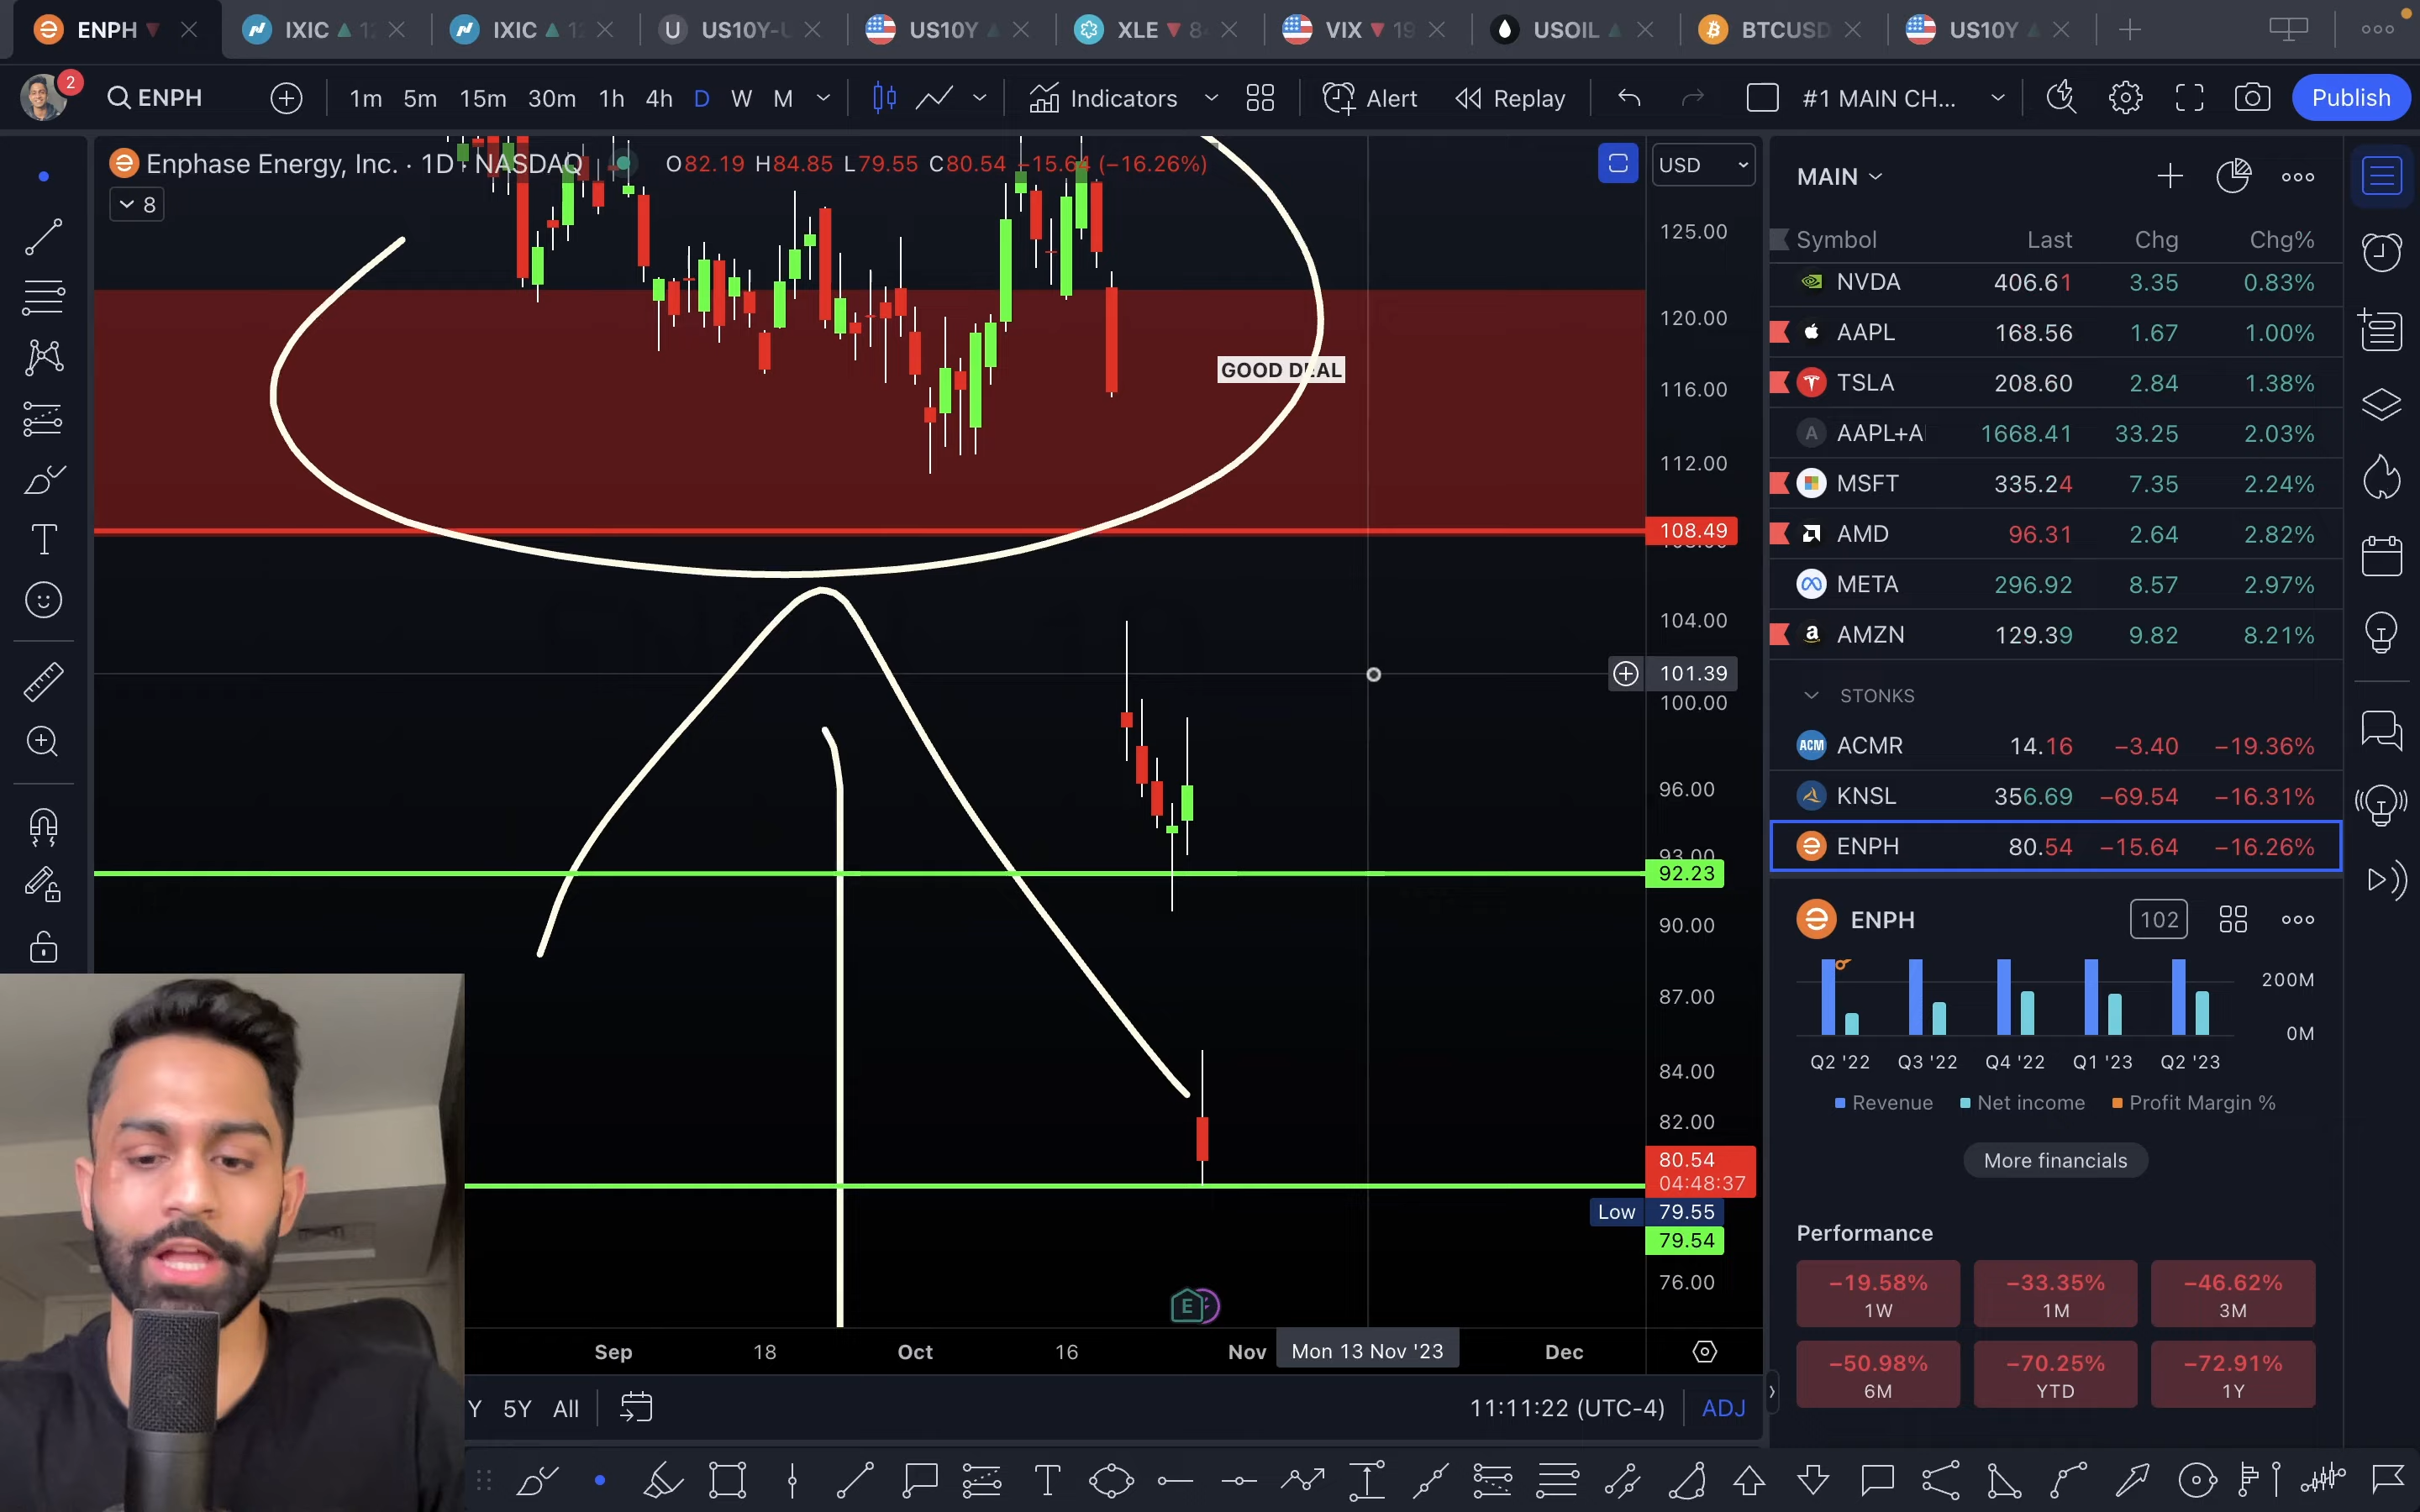 ENPH
IXIC
IXIC
US10Y-U
US10Y
XLE
VIX
USOIL
BTCUSD
US10Y
2
ENPH
1m 5m 15m 30m 1h 4h D W M
Indicators
Alert
Replay
#1 MAIN CH...
Publish
Enphase Energy, Inc. · 1D · NASDAQ
O82.19 H84.85 L79.55 C80.54 −15.64 (−16.26%)
8
USD
125.00
120.00
GOOD DEAL
116.00
112.00
108.49
104.00
101.39
100.00
96.00
93.00
92.23
90.00
87.00
84.00
82.00
80.54
04:48:37
Low 79.55
79.54
76.00
E
Sep 18 Oct 16 Nov Mon 13 Nov '23 Dec
Y 5Y All
11:11:22 (UTC-4) ADJ
MAIN
Symbol Last Chg Chg%
NVDA 406.61 3.35 0.83%
AAPL 168.56 1.67 1.00%
TSLA 208.60 2.84 1.38%
A AAPL+A 1668.41 33.25 2.03%
MSFT 335.24 7.35 2.24%
AMD 96.31 2.64 2.82%
META 296.92 8.57 2.97%
AMZN 129.39 9.82 8.21%
STONKS
ACM ACMR 14.16 −3.40 −19.36%
KNSL 356.69 −69.54 −16.31%
ENPH 80.54 −15.64 −16.26%
ENPH 102
200M
0M
Q2 '22 Q3 '22 Q4 '22 Q1 '23 Q2 '23
Revenue Net income Profit Margin %
More financials
Performance
−19.58% −33.35% −46.62%
1W 1M 3M
−50.98% −70.25% −72.91%
6M YTD 1Y